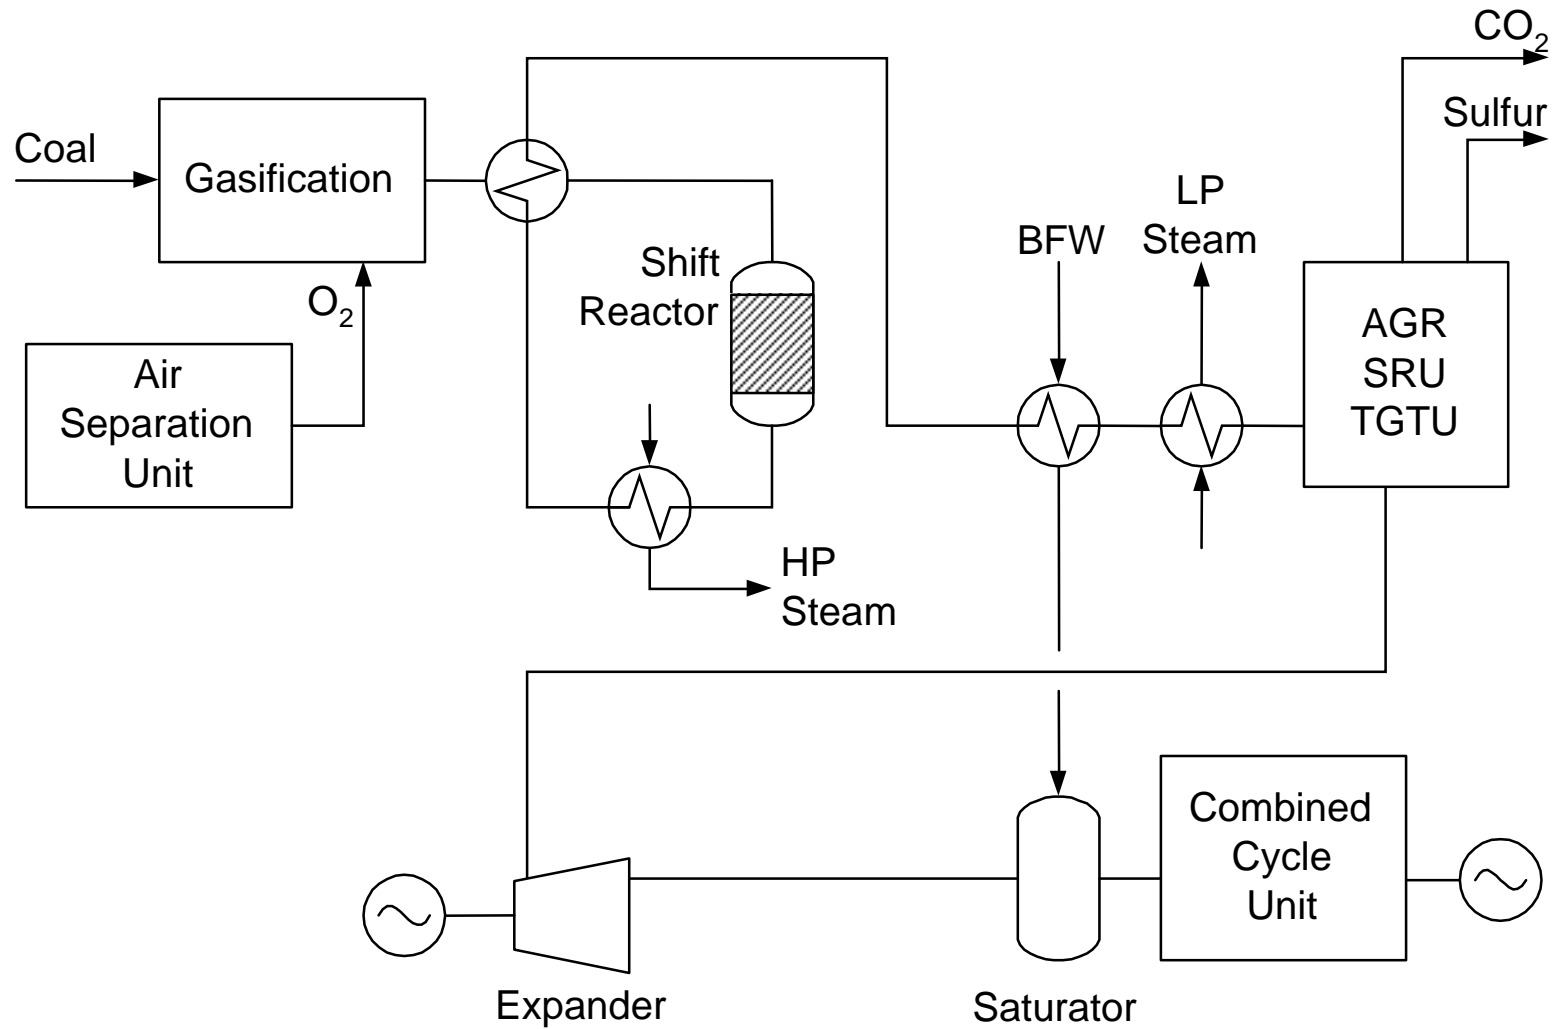 CO2
Sulfur
Coal
Gasification
LP
Steam
BFW
Shift
Reactor
O2
AGR
SRU
TGTU
Air
Separation
Unit
HP
Steam
Combined
Cycle
Unit
Expander
Saturator